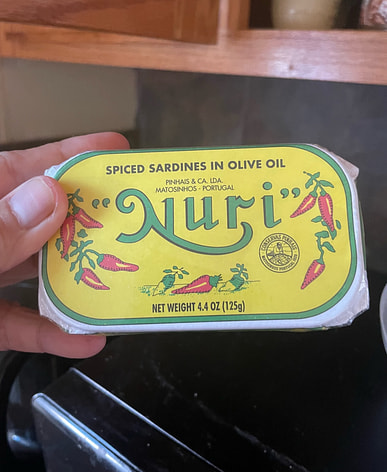 SPICED SARDINES IN OLIVE OIL
PINHAIS & CA. LDA.
MATOSINHOS - PORTUGAL
"Nuri"
NET WEIGHT 4.4 OZ (125g)